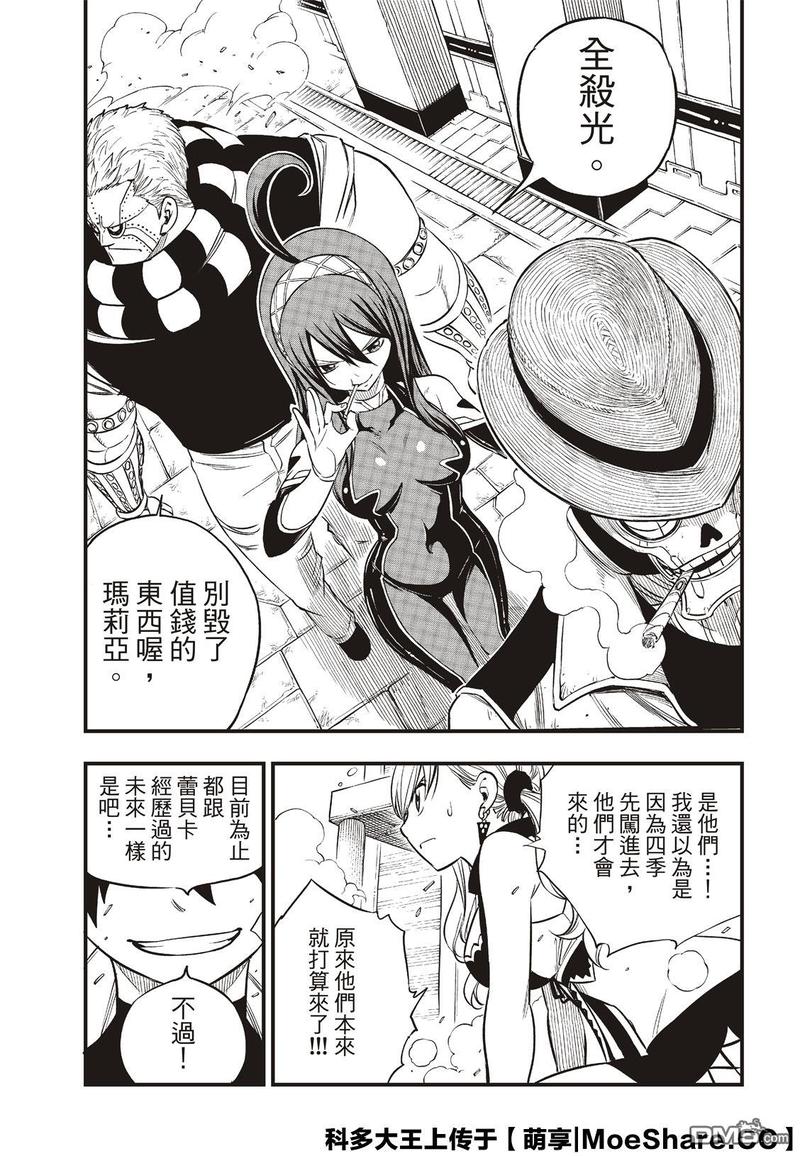 全殺光。
別毀了
值錢的
東西喔，
瑪莉亞。
是他們…！
我還以為是
因為四季
先闖進去，
他們才會
來的…
原來他們本來
就打算來了!!!
目前為止
都跟
蕾貝卡
經歷過的
未來一樣
是吧…
不過！
科多大王上传于【萌享|MoeShare.CC】